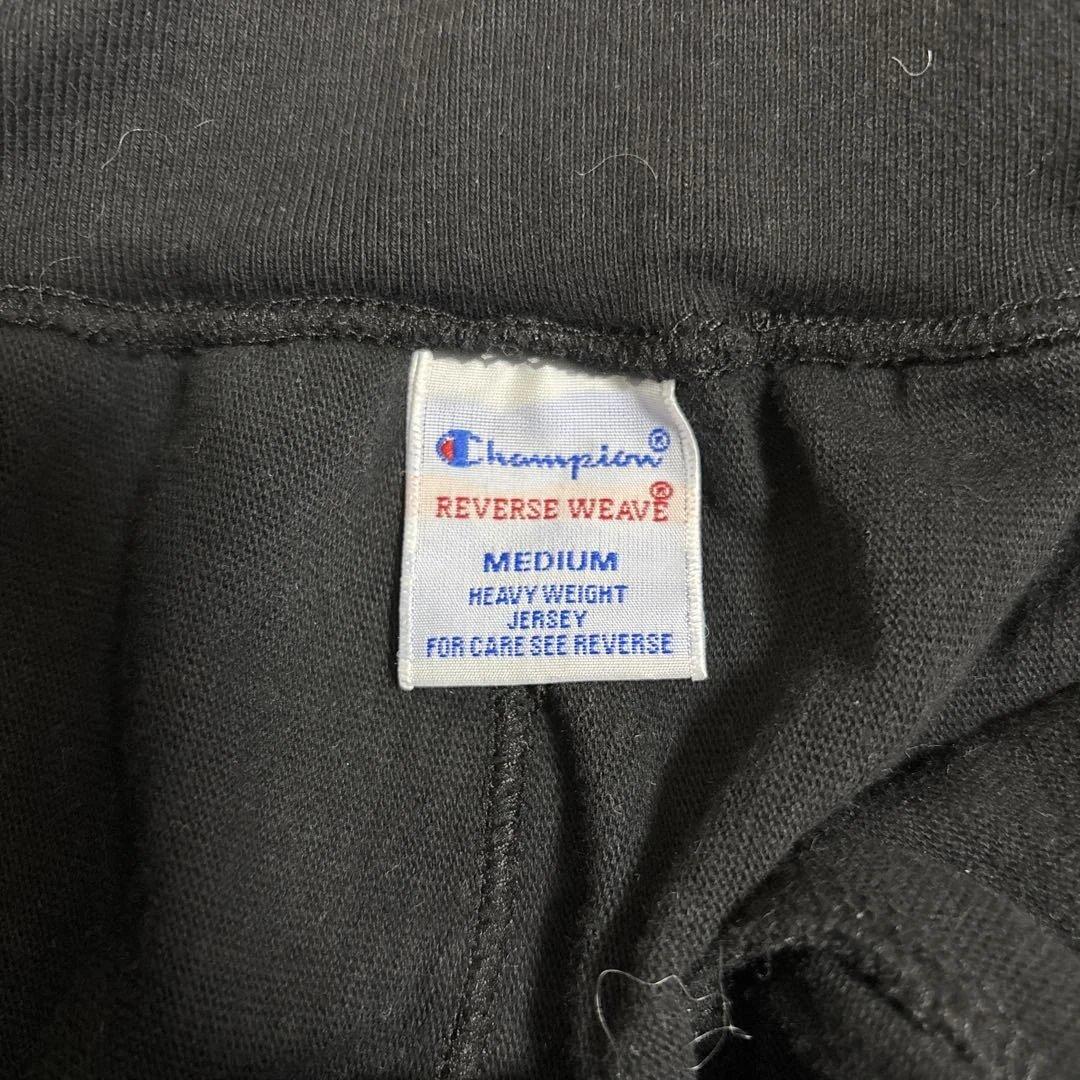 Champion®
REVERSE WEAVE®
MEDIUM
HEAVY WEIGHT
JERSEY
FOR CARE SEE REVERSE